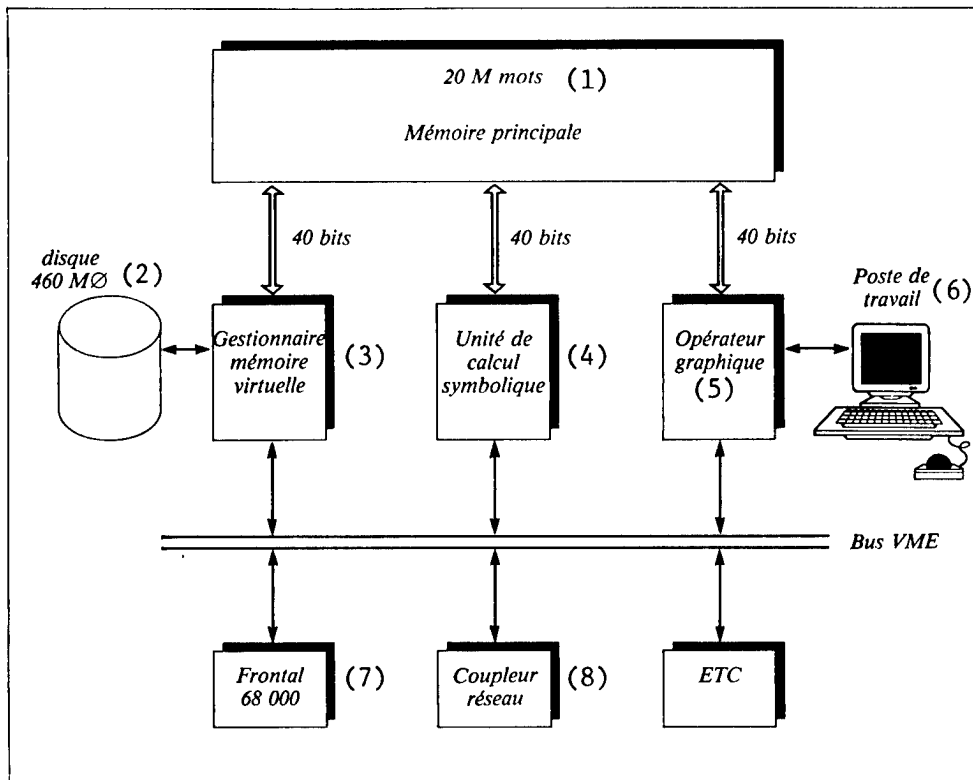 20 M mots (1)
Mémoire principale
40 bits
40 bits
40 bits
disque
460 MØ (2)
Poste de
travail (6)
Gestionnaire
mémoire
virtuelle
(3)
Unité de
calcul
symbolique
(4)
Opérateur
graphique
(5)
Bus VME
Frontal
68 000
(7)
Coupleur
réseau
(8)
ETC